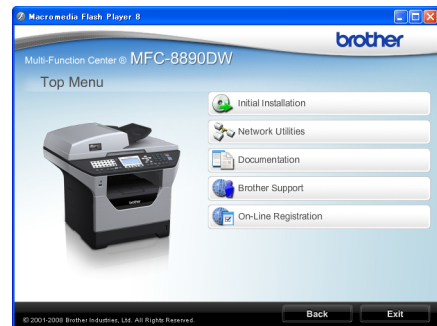 Macromedia Flash Player 8
brother
Multi-Function Center ® MFC-8890DW
Top Menu
Initial Installation
Network Utilities
Documentation
Brother Support
On-Line Registration
Back
Exit
© 2001-2008 Brother Industries, Ltd. All Rights Reserved.